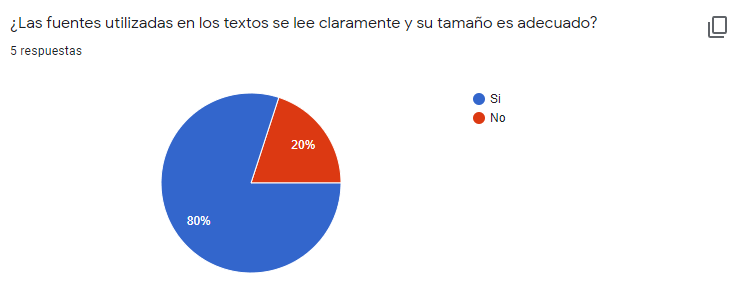 ¿Las fuentes utilizadas en los textos se lee claramente y su tamaño es adecuado?
5 respuestas
Si
No
20%
80%